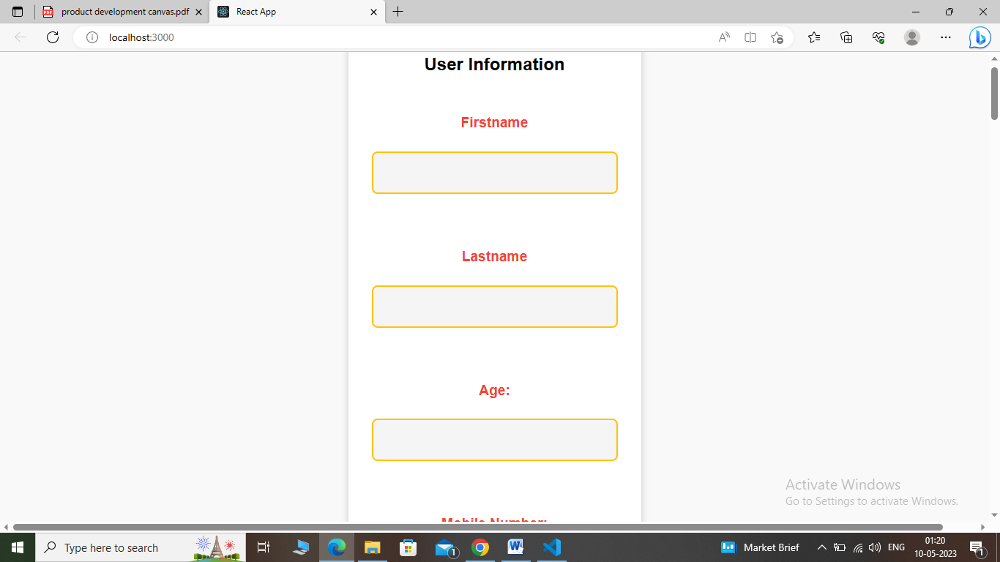 product development canvas.pdf
React App
localhost:3000
User Information
Firstname
Lastname
Age:
Mobile Number:
Activate Windows
Go to Settings to activate Windows.
Type here to search
1
Market Brief
ENG
01:20
10-05-2023
1